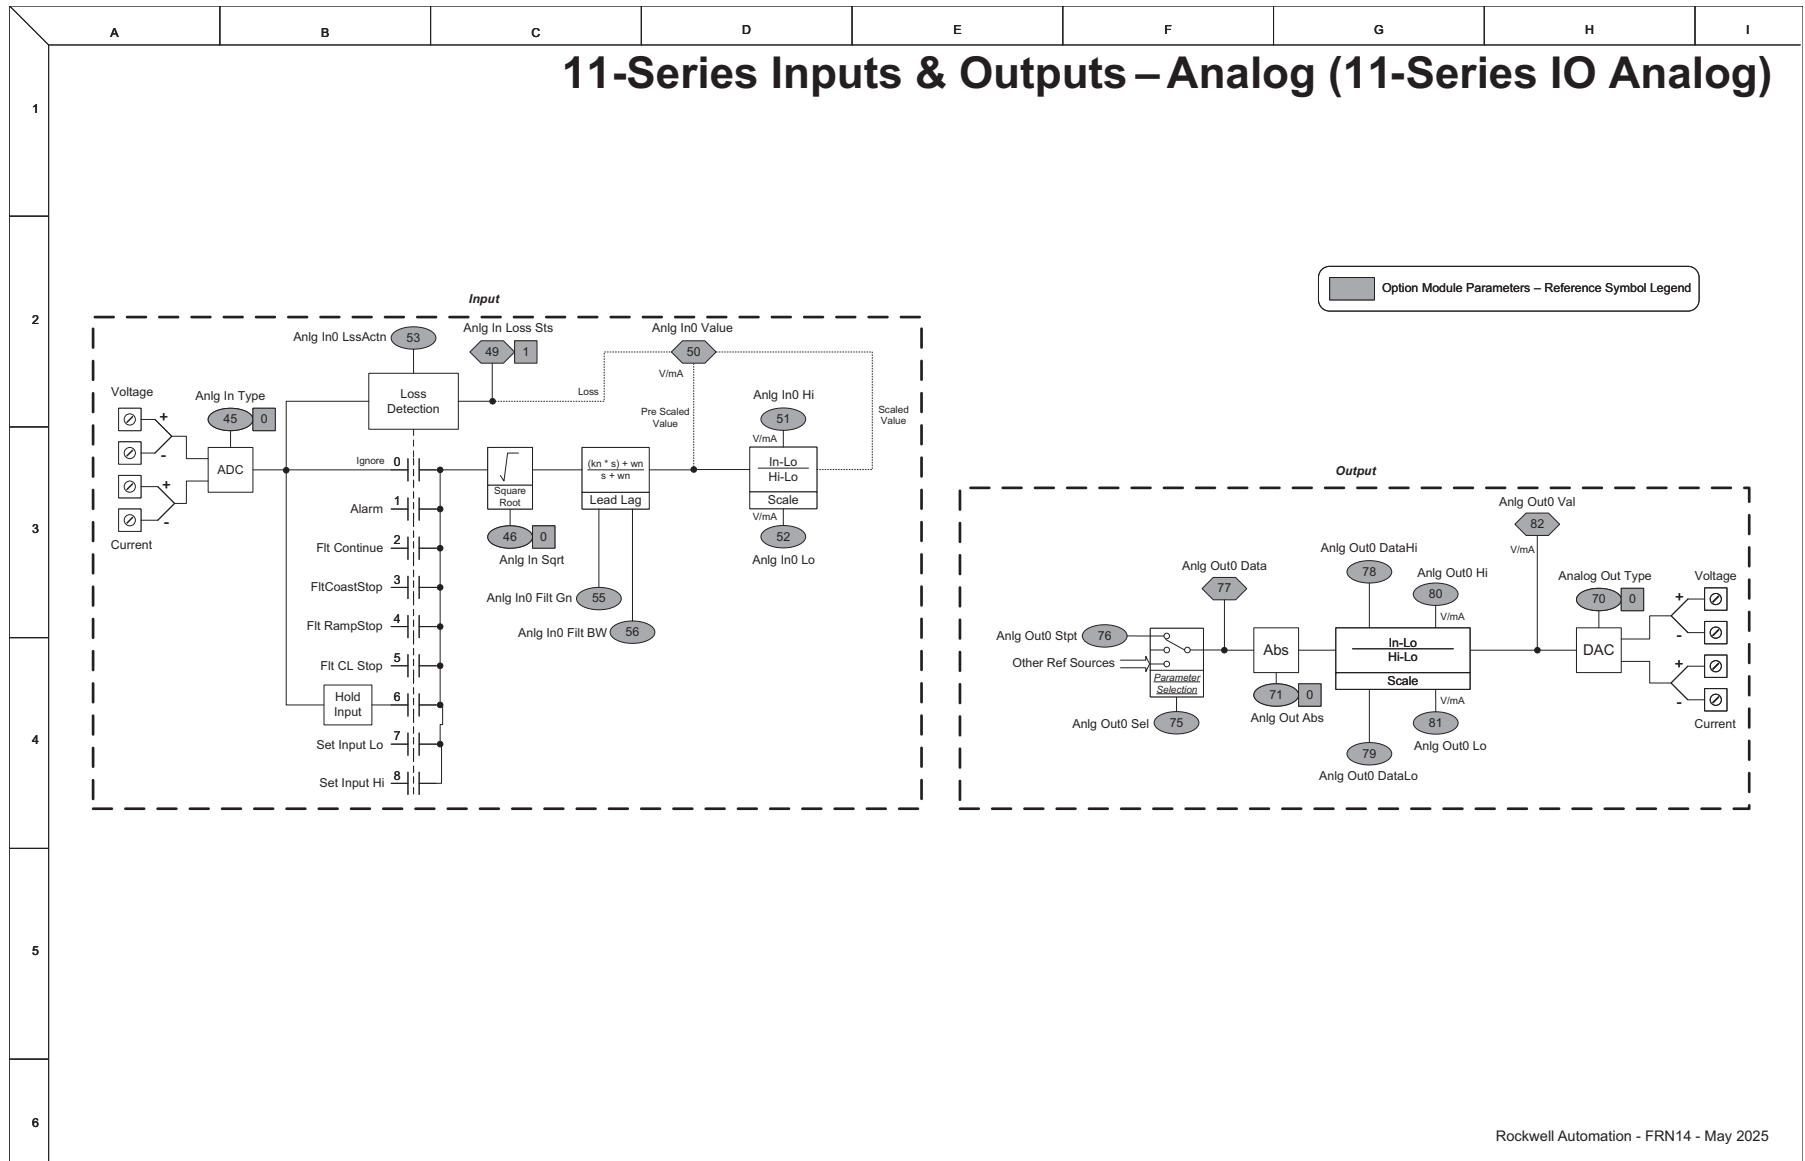 A B C D E F G H I
11-Series Inputs & Outputs – Analog (11-Series IO Analog)
1
2
3
4
5
6
Option Module Parameters – Reference Symbol Legend
Input
Anlg In0 LssActn 53
Anlg In Loss Sts
49 1
Anlg In0 Value
50
V/mA
Voltage
Anlg In Type
45 0
+
-
+
-
Current
ADC
Loss
Detection
Loss
Pre Scaled
Value
Scaled
Value
Anlg In0 Hi
51
V/mA
In-Lo
Hi-Lo
Scale
V/mA
52
Anlg In0 Lo
Ignore 0
Alarm 1
Flt Continue 2
FltCoastStop 3
Flt RampStop 4
Flt CL Stop 5
Hold
Input
6
Set Input Lo 7
Set Input Hi 8
√
Square
Root
46 0
Anlg In Sqrt
(kn * s) + wn
s + wn
Lead Lag
Anlg In0 Filt Gn 55
Anlg In0 Filt BW 56
Output
Anlg Out0 Val
82
V/mA
Anlg Out0 DataHi
78
Anlg Out0 Hi
80
V/mA
Anlg Out0 Data
77
Analog Out Type
70 0
Voltage
+
-
+
-
Current
Anlg Out0 Stpt 76
Other Ref Sources
Parameter
Selection
Anlg Out0 Sel 75
Abs
71 0
Anlg Out Abs
In-Lo
Hi-Lo
Scale
V/mA
81
Anlg Out0 Lo
79
Anlg Out0 DataLo
DAC
Rockwell Automation - FRN14 - May 2025